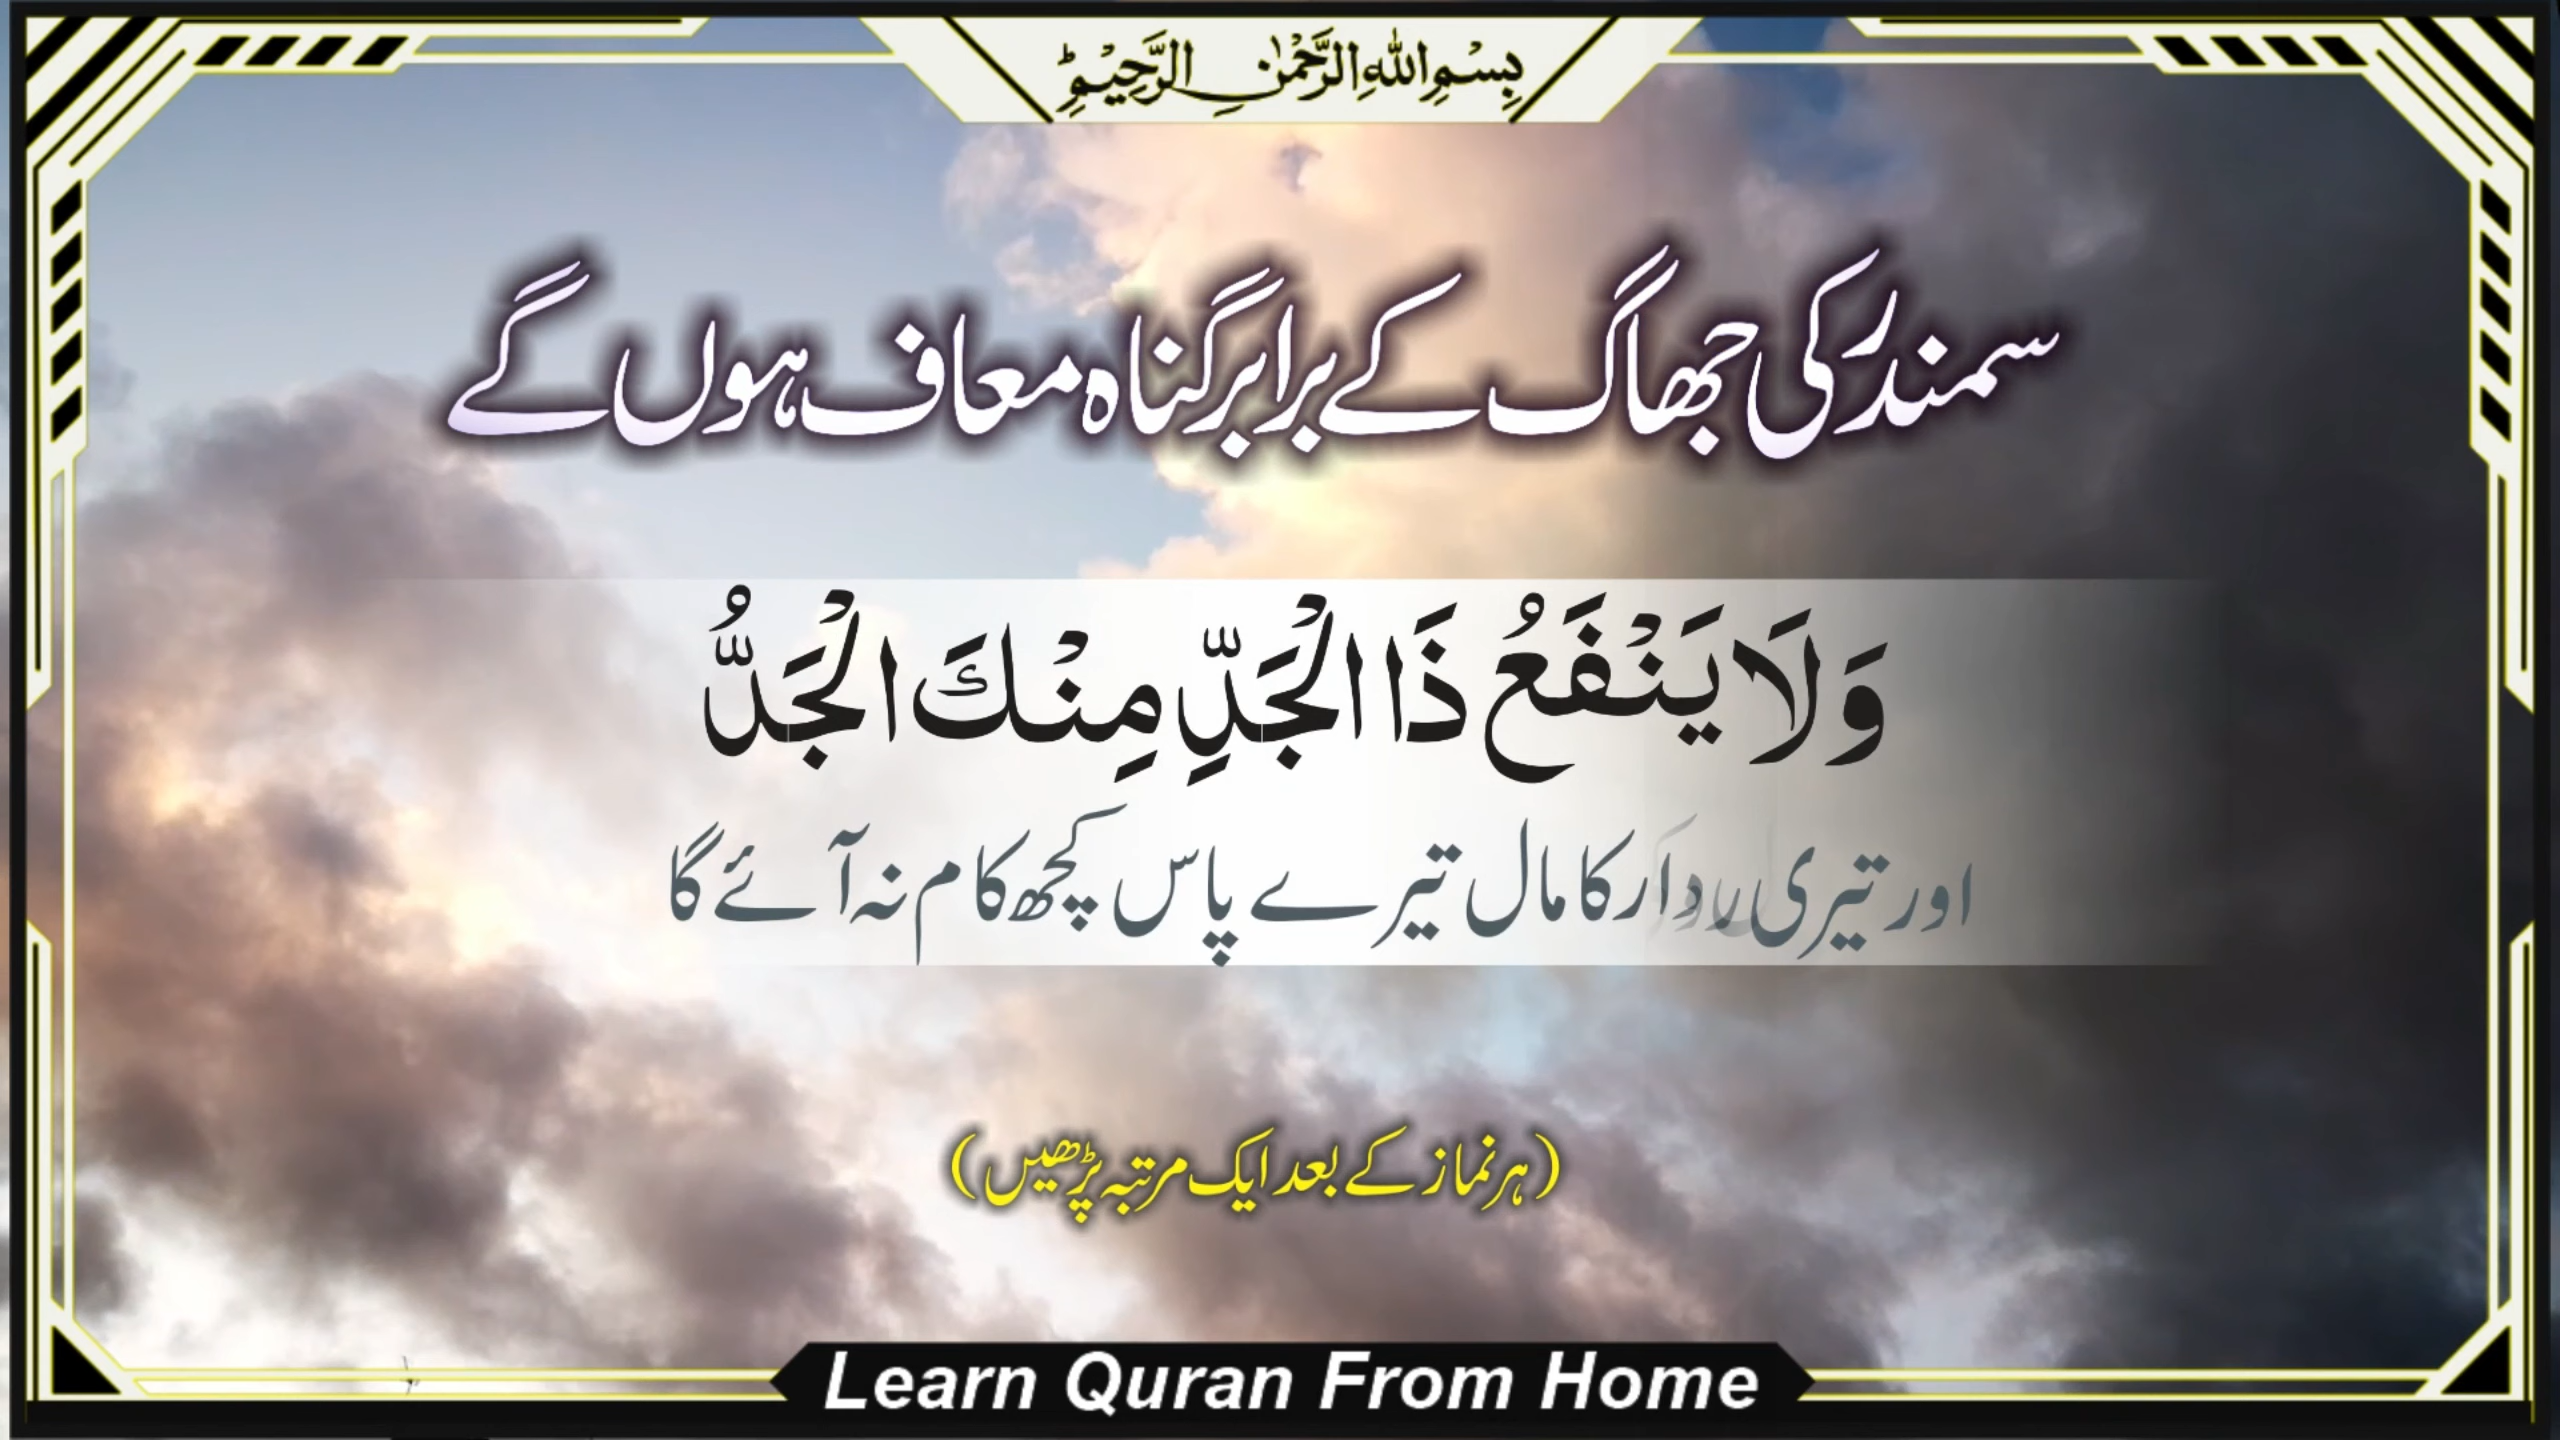 بِسْمِ اللهِ الرَّحْمٰنِ الرَّحِيْمِ
سمندر کی جھاگ کے برابر گناہ معاف ہوں گے
وَلَا يَنْفَعُ ذَا الْجَدِّ مِنْكَ الْجَدُّ
اور تیری کا مال تیرے پاس کچھ کام نہ آئے گا
(ہر نماز کے بعد ایک مرتبہ پڑھیں)
Learn Quran From Home